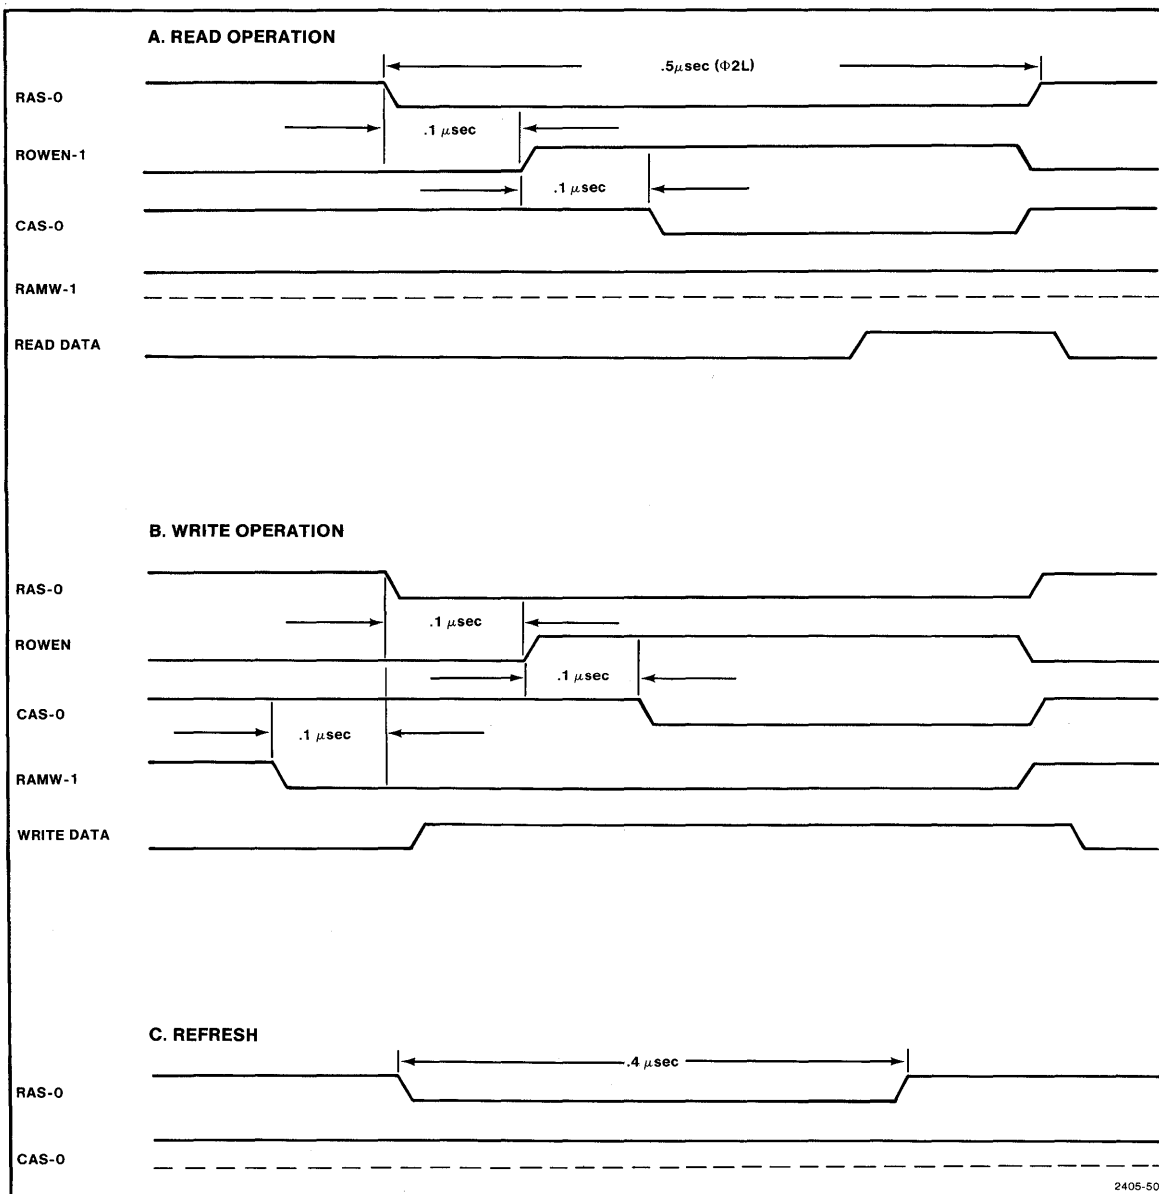 A. READ OPERATION
.5μsec (Φ2L)
RAS-0
.1 μsec
ROWEN-1
.1 μsec
CAS-0
RAMW-1
READ DATA
B. WRITE OPERATION
RAS-0
.1 μsec
ROWEN
.1 μsec
CAS-0
.1 μsec
RAMW-1
WRITE DATA
C. REFRESH
.4 μsec
RAS-0
CAS-0
2405-50